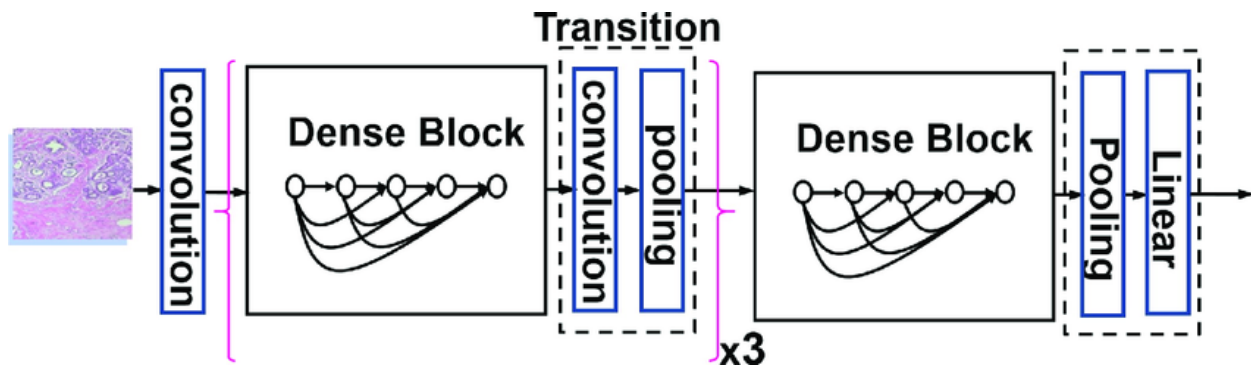 Transition
convolution
Dense Block
convolution
pooling
Dense Block
Pooling
Linear
x3